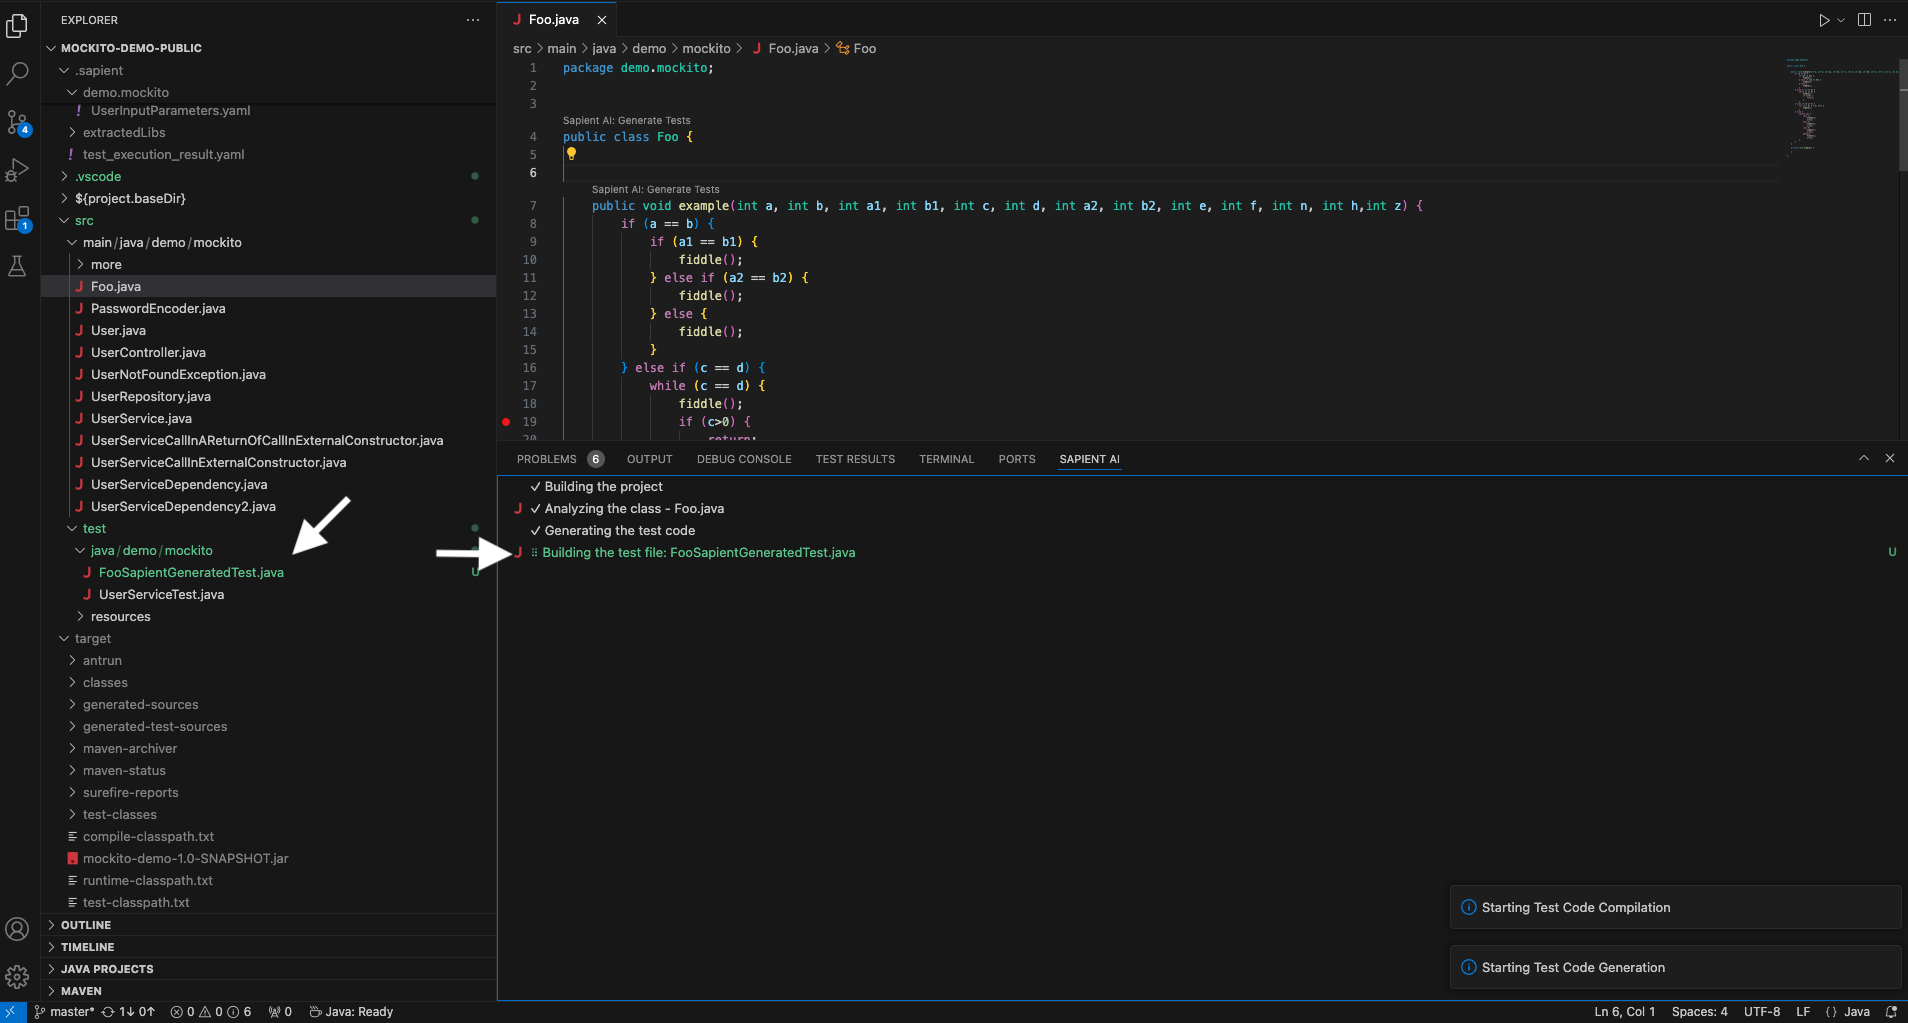 EXPLORER
MOCKITO-DEMO-PUBLIC
.sapient
demo.mockito
! UserInputParameters.yaml
extractedLibs
! test_execution_result.yaml
.vscode
${project.baseDir}
src
main/java/demo/mockito
more
J Foo.java
J PasswordEncoder.java
J User.java
J UserController.java
J UserNotFoundException.java
J UserRepository.java
J UserService.java
J UserServiceCallInAReturnOfCallInExternalConstructor.java
J UserServiceCallInExternalConstructor.java
J UserServiceDependency.java
J UserServiceDependency2.java
test
java/demo/mockito
J FooSapientGeneratedTest.java U
J UserServiceTest.java
resources
target
antrun
classes
generated-sources
generated-test-sources
maven-archiver
maven-status
surefire-reports
test-classes
compile-classpath.txt
mockito-demo-1.0-SNAPSHOT.jar
runtime-classpath.txt
test-classpath.txt
OUTLINE
TIMELINE
JAVA PROJECTS
MAVEN
4
1
J Foo.java
src > main > java > demo > mockito > J Foo.java > Foo
1 package demo.mockito;
2
3
Sapient AI: Generate Tests
4 public class Foo {
5
6
Sapient AI: Generate Tests
7 public void example(int a, int b, int a1, int b1, int c, int d, int a2, int b2, int e, int f, int n, int h,int z) {
8 if (a == b) {
9 if (a1 == b1) {
10 fiddle();
11 } else if (a2 == b2) {
12 fiddle();
13 } else {
14 fiddle();
15 }
16 } else if (c == d) {
17 while (c == d) {
18 fiddle();
19 if (c>0) {
20 return;
PROBLEMS 6 OUTPUT DEBUG CONSOLE TEST RESULTS TERMINAL PORTS SAPIENT AI
✓ Building the project
J ✓ Analyzing the class - Foo.java
✓ Generating the test code
J Building the test file: FooSapientGeneratedTest.java U
Starting Test Code Compilation
Starting Test Code Generation
master* 1↓ 0↑ 0 0 6 0 Java: Ready
Ln 6, Col 1 Spaces: 4 UTF-8 LF {} Java